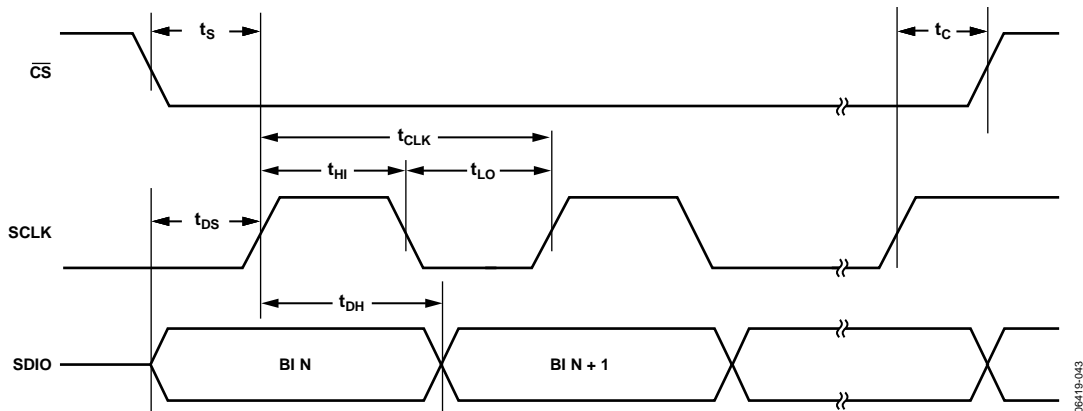 tS
tC
CS
tCLK
tHI
tLO
tDS
SCLK
tDH
SDIO
BI N
BI N + 1
06419-043